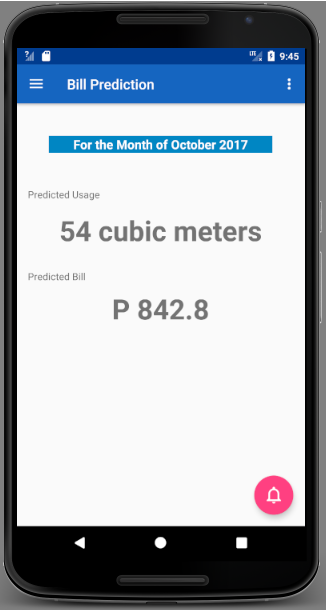 LTE 9:45
Bill Prediction
For the Month of October 2017
Predicted Usage
54 cubic meters
Predicted Bill
P 842.8